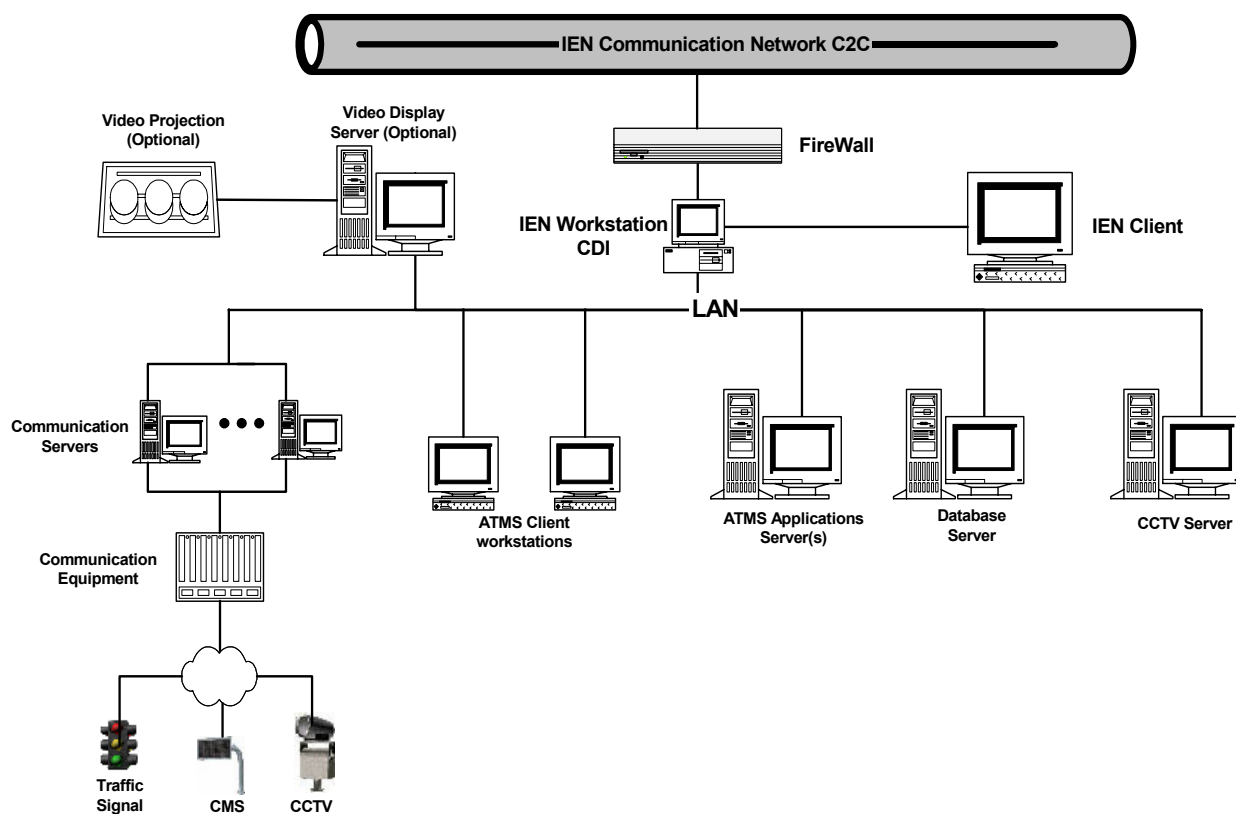 IEN Communication Network C2C
Video Projection
(Optional)
Video Display
Server (Optional)
FireWall
IEN Workstation
CDI
IEN Client
LAN
Communication
Servers
ATMS Client
workstations
ATMS Applications
Server(s)
Database
Server
CCTV Server
Communication
Equipment
Traffic
Signal
CMS
CCTV